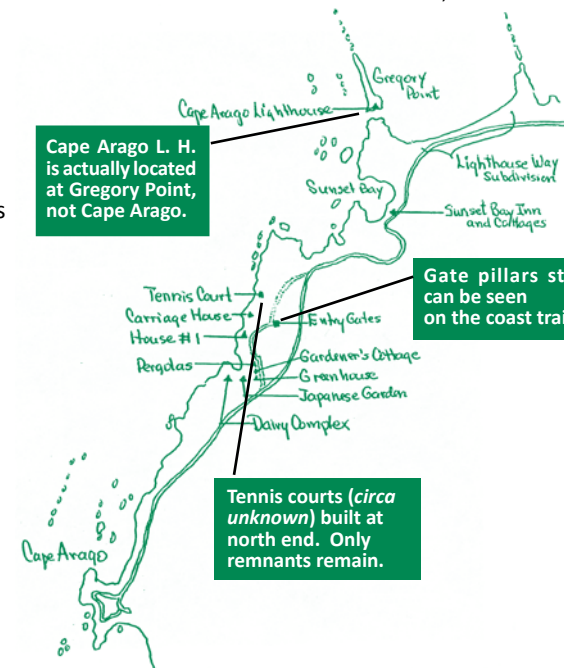 Gregory
Point
Cape Arago Lighthouse
Cape Arago L. H.
is actually located
at Gregory Point,
not Cape Arago.
Lighthouse Way
Subdivision
Sunset Bay
s
Sunset Bay Inn
and Cottages
Gate pillars st
can be seen
on the coast trai
Tennis Court
Carriage House
Entry Gates
House #1
Pergolas
Gardener's Cottage
Greenhouse
Japanese Garden
Dairy Complex
Tennis courts (circa
unknown) built at
north end. Only
remnants remain.
Cape Arago